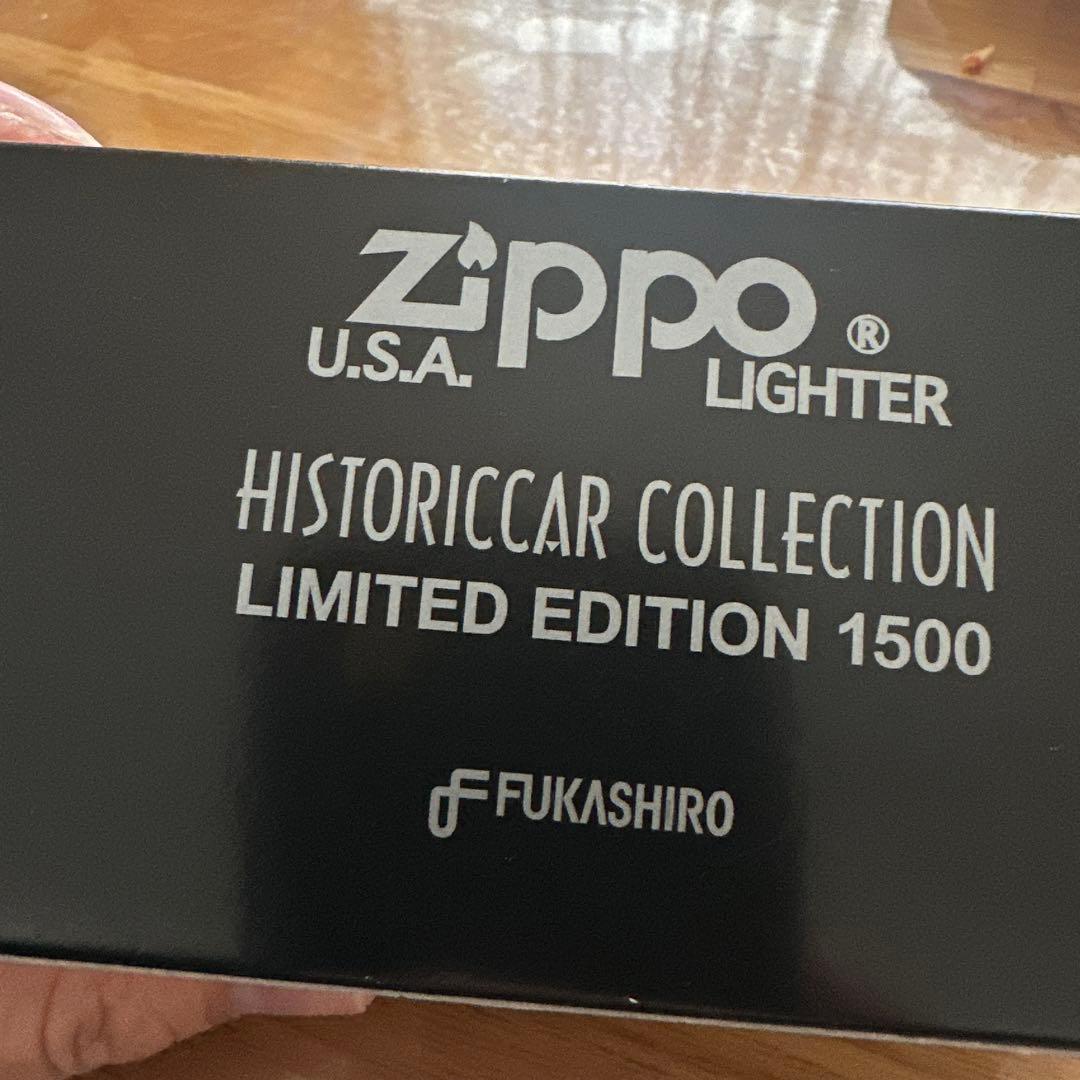 zippo ®
U.S.A. LIGHTER
HISTORICCAR COLLECTION
LIMITED EDITION 1500
FUKASHIRO